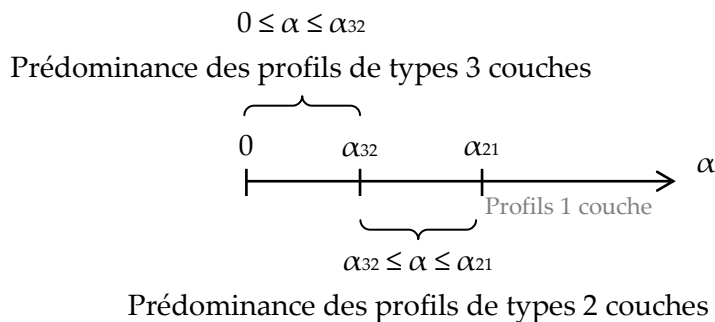 0 ≤ α ≤ α32
Prédominance des profils de types 3 couches
0 α32 α21
α
Profils 1 couche
α32 ≤ α ≤ α21
Prédominance des profils de types 2 couches